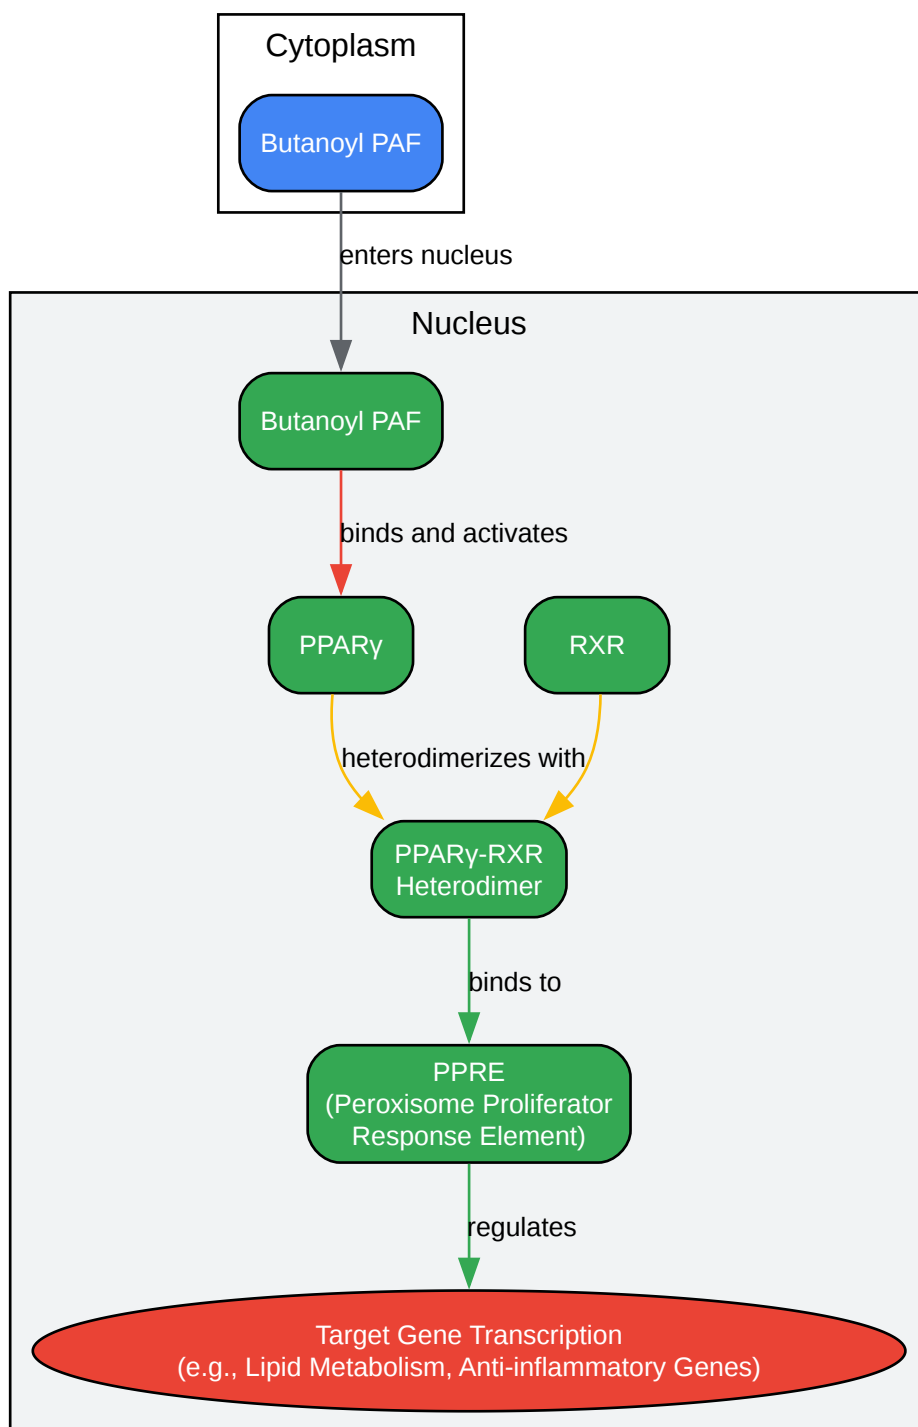 Cytoplasm
Butanoyl PAF
enters nucleus
Nucleus
Butanoyl PAF
binds and activates
PPARγ
RXR
heterodimerizes with
PPARγ-RXR
Heterodimer
binds to
PPRE
(Peroxisome Proliferator
Response Element)
regulates
Target Gene Transcription
(e.g., Lipid Metabolism, Anti-inflammatory Genes)